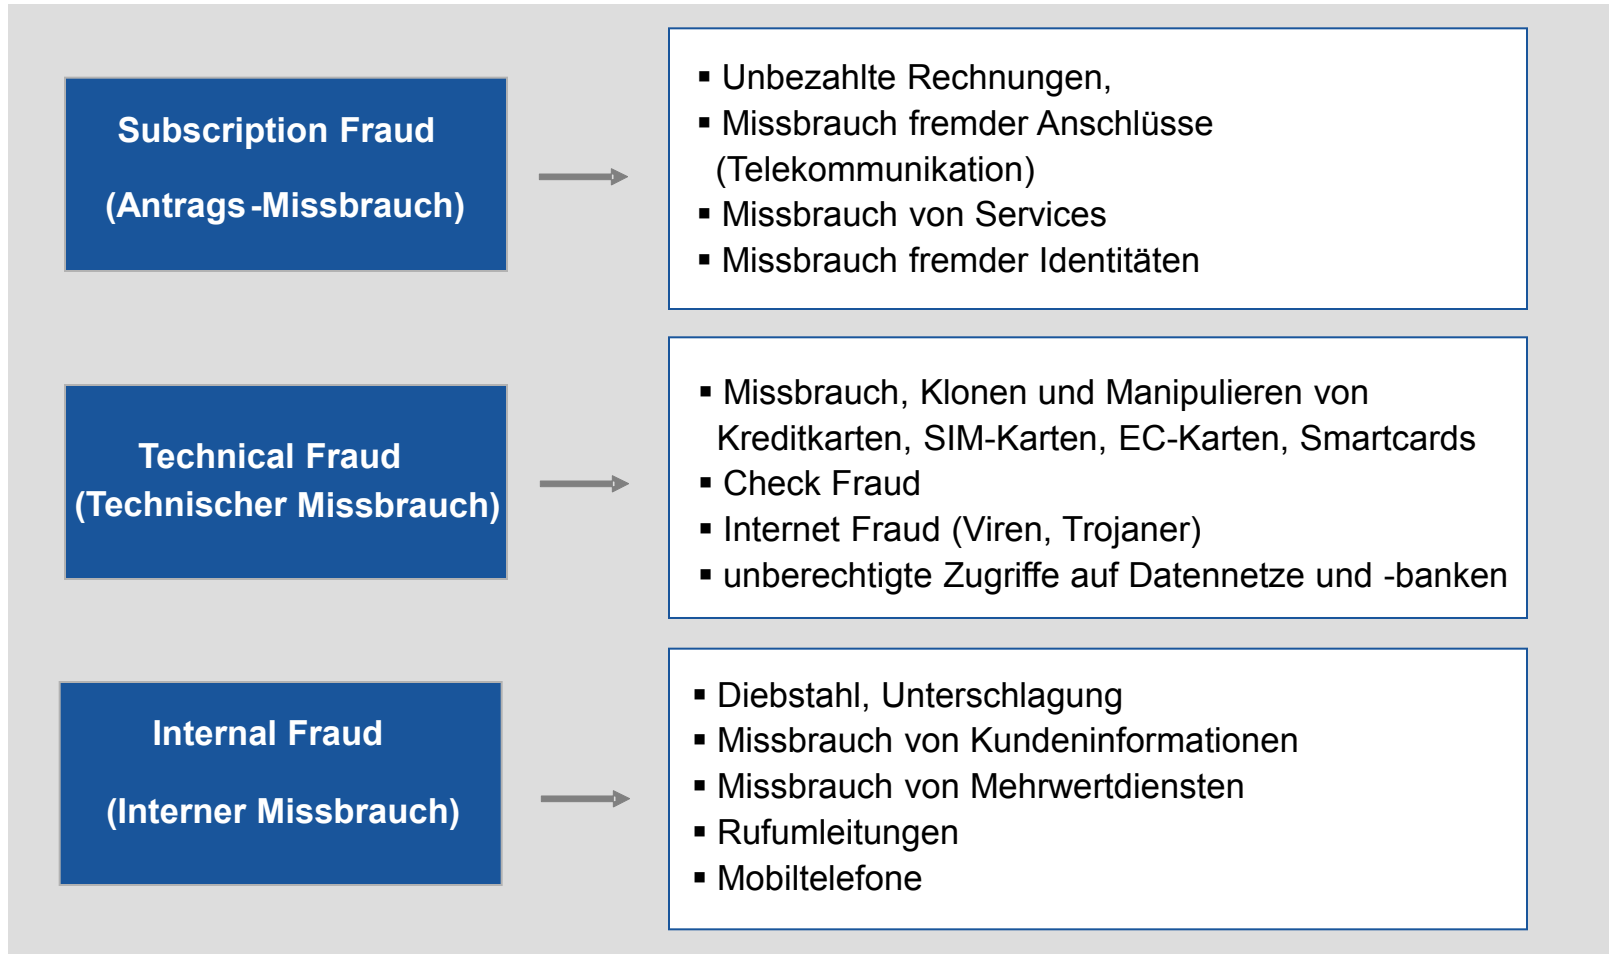 Subscription Fraud
(Antrags-Missbrauch)
▪ Unbezahlte Rechnungen,
▪ Missbrauch fremder Anschlüsse
(Telekommunikation)
▪ Missbrauch von Services
▪ Missbrauch fremder Identitäten
Technical Fraud
(Technischer Missbrauch)
▪ Missbrauch, Klonen und Manipulieren von
Kreditkarten, SIM-Karten, EC-Karten, Smartcards
▪ Check Fraud
▪ Internet Fraud (Viren, Trojaner)
▪ unberechtigte Zugriffe auf Datennetze und -banken
Internal Fraud
(Interner Missbrauch)
▪ Diebstahl, Unterschlagung
▪ Missbrauch von Kundeninformationen
▪ Missbrauch von Mehrwertdiensten
▪ Rufumleitungen
▪ Mobiltelefone